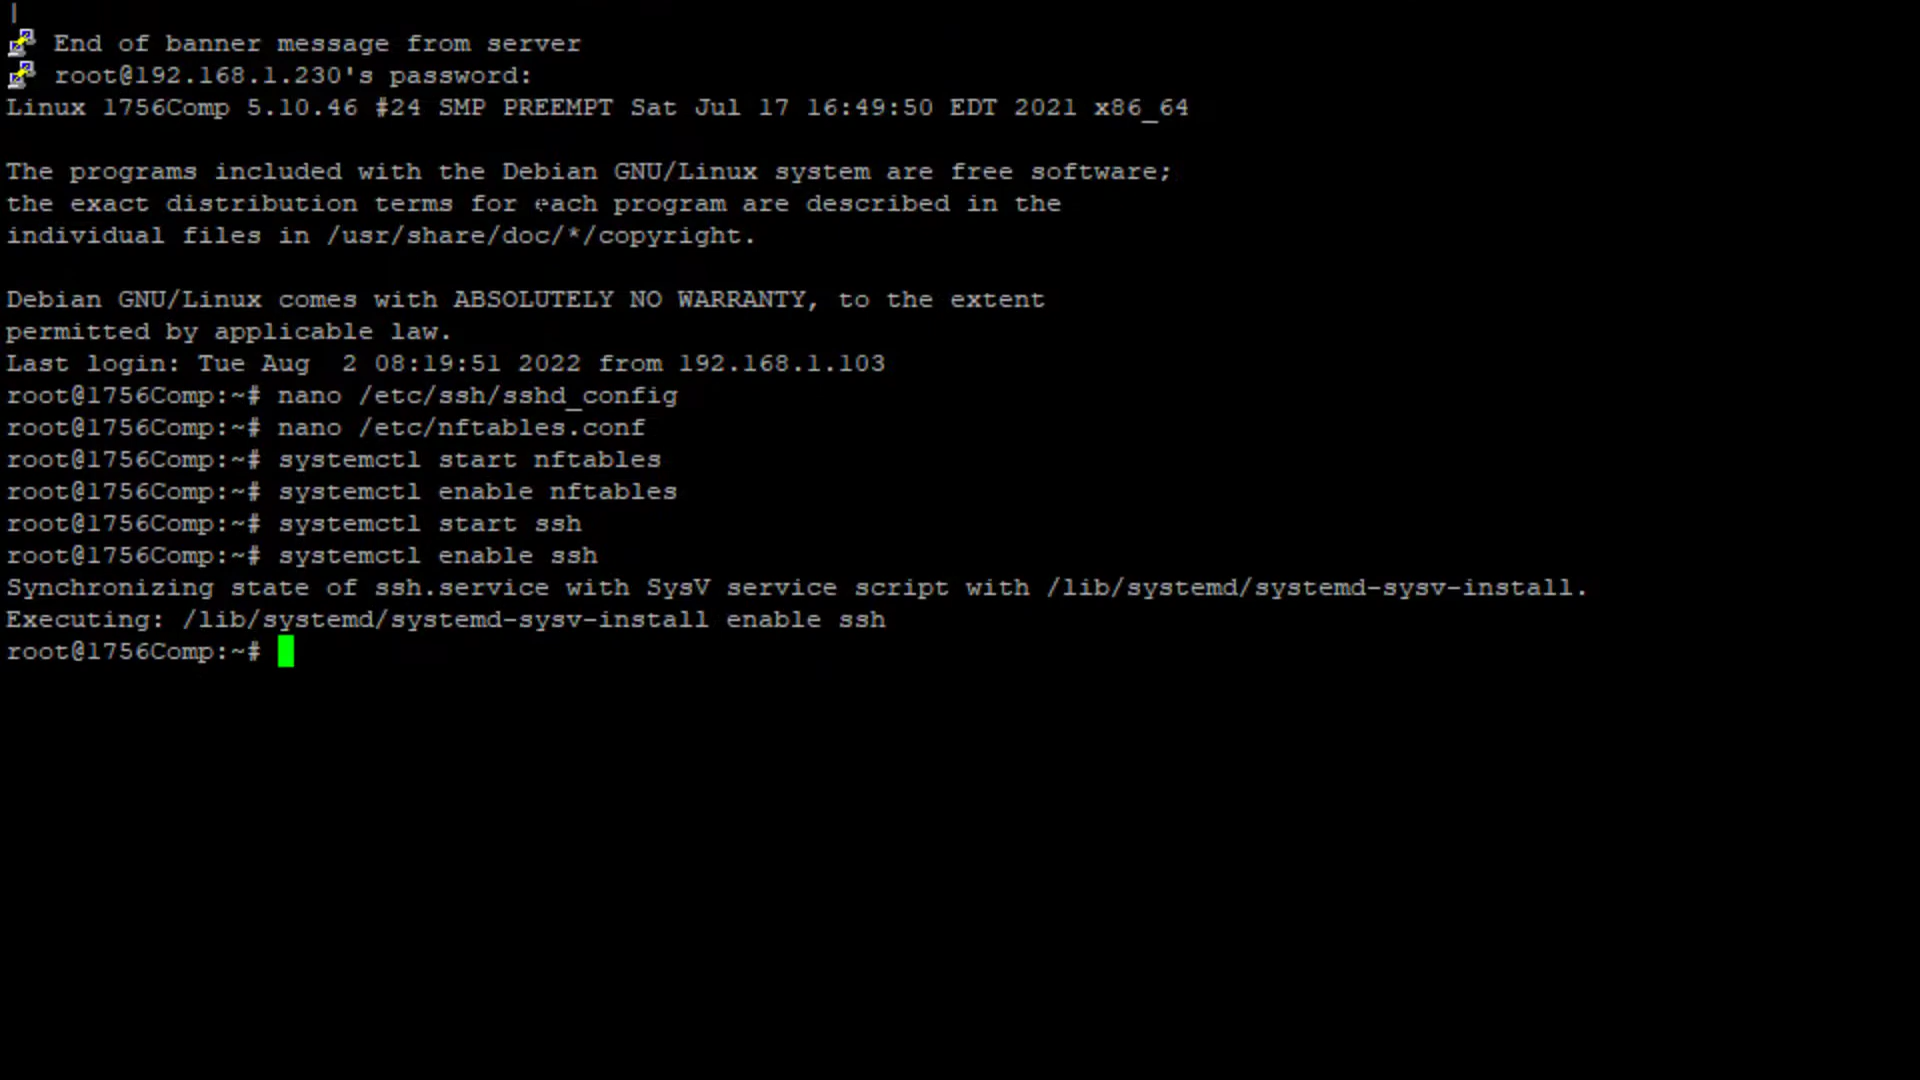 End of banner message from server
root@192.168.1.230's password:
Linux 1756Comp 5.10.46 #24 SMP PREEMPT Sat Jul 17 16:49:50 EDT 2021 x86_64
The programs included with the Debian GNU/Linux system are free software;
the exact distribution terms for each program are described in the
individual files in /usr/share/doc/*/copyright.
Debian GNU/Linux comes with ABSOLUTELY NO WARRANTY, to the extent
permitted by applicable law.
Last login: Tue Aug  2 08:19:51 2022 from 192.168.1.103
root@1756Comp:~# nano /etc/ssh/sshd_config
root@1756Comp:~# nano /etc/nftables.conf
root@1756Comp:~# systemctl start nftables
root@1756Comp:~# systemctl enable nftables
root@1756Comp:~# systemctl start ssh
root@1756Comp:~# systemctl enable ssh
Synchronizing state of ssh.service with SysV service script with /lib/systemd/systemd-sysv-install.
Executing: /lib/systemd/systemd-sysv-install enable ssh
root@1756Comp:~#